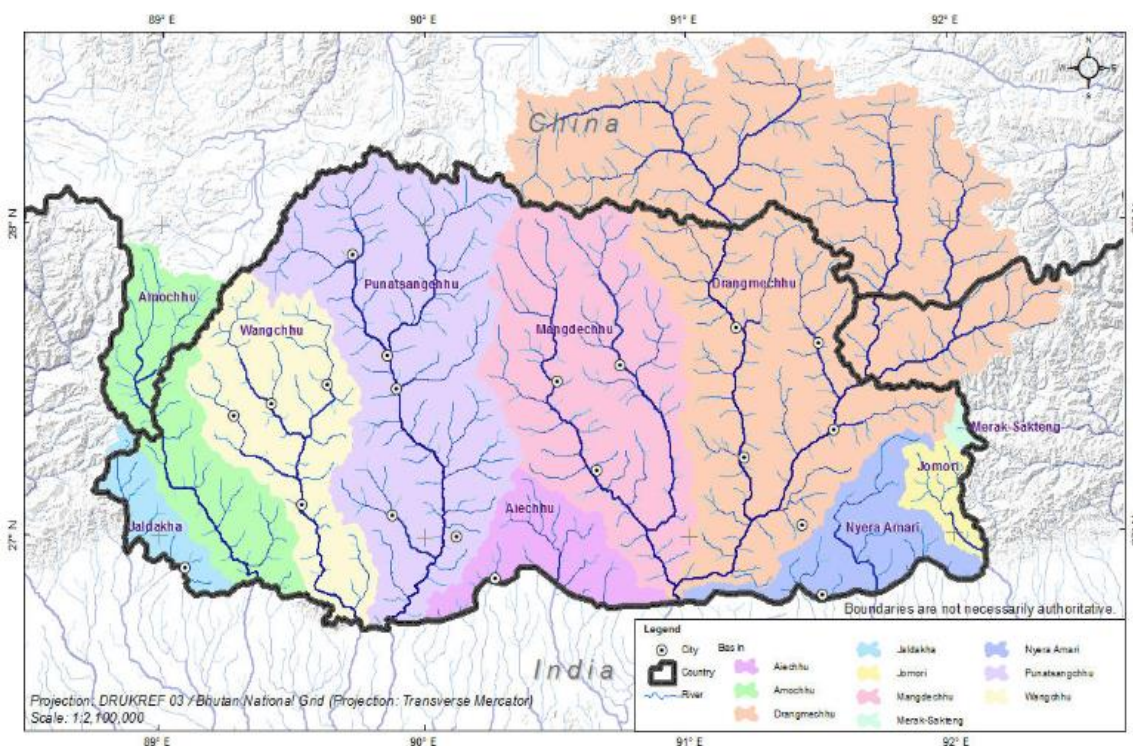 89° E 90° E 91° E 92° E
N
W E
S
China
28° N
Amochhu
Wangchhu
Punatsangchhu
Mangdechhu
Drangmechhu
Merak-Sakteng
Jomori
Jaldakha
Aiechhu
Nyera Amari
27° N
Boundaries are not necessarily authoritative.
India
Legend
City
Country
River
Basin
Aiechhu
Amochhu
Drangmechhu
Jaldakha
Jomori
Mangdechhu
Merak-Sakteng
Nyera Amari
Punatsangchhu
Wangchhu
Projection: DRUKREF 03 / Bhutan National Grid (Projection: Transverse Mercator)
Scale: 1:2,100,000
89° E 90° E 91° E 92° E